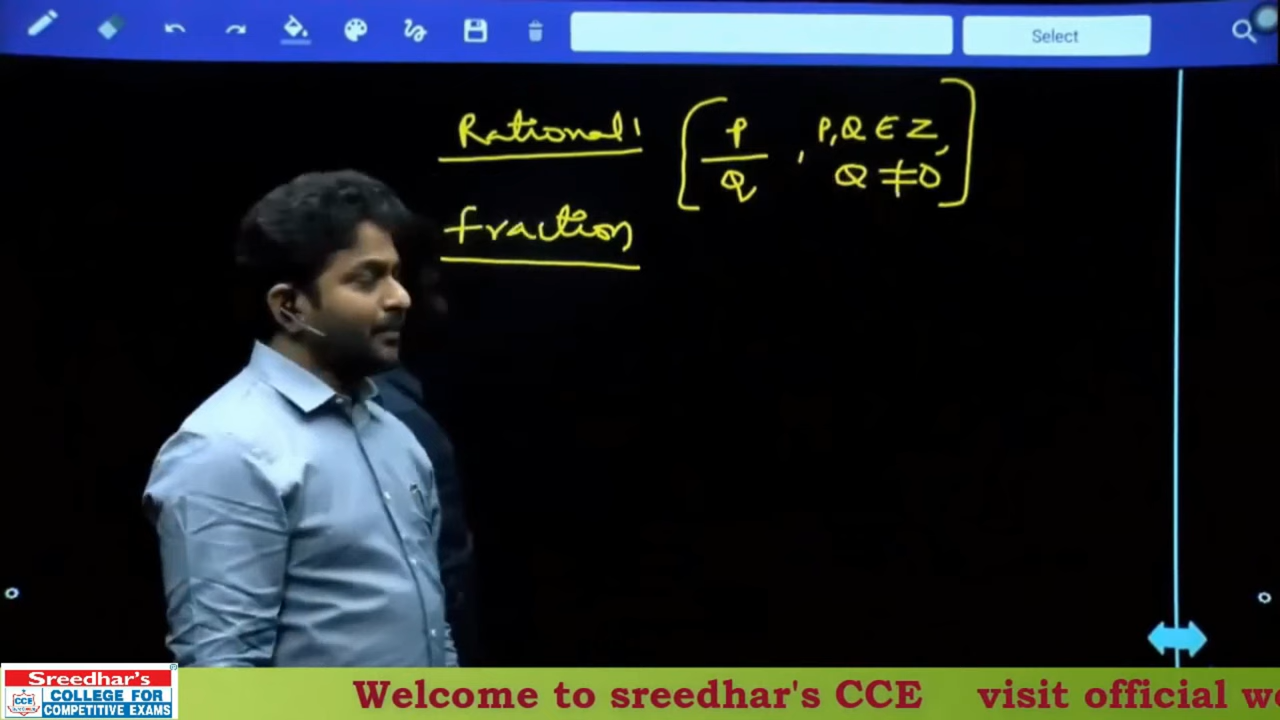 Select
Rational
[P/Q, P,Q ∈ Z,
Q ≠ 0]
fraction
Sreedhar's
CCE
COLLEGE FOR
COMPETITIVE EXAMS
Welcome to sreedhar's CCE visit official we